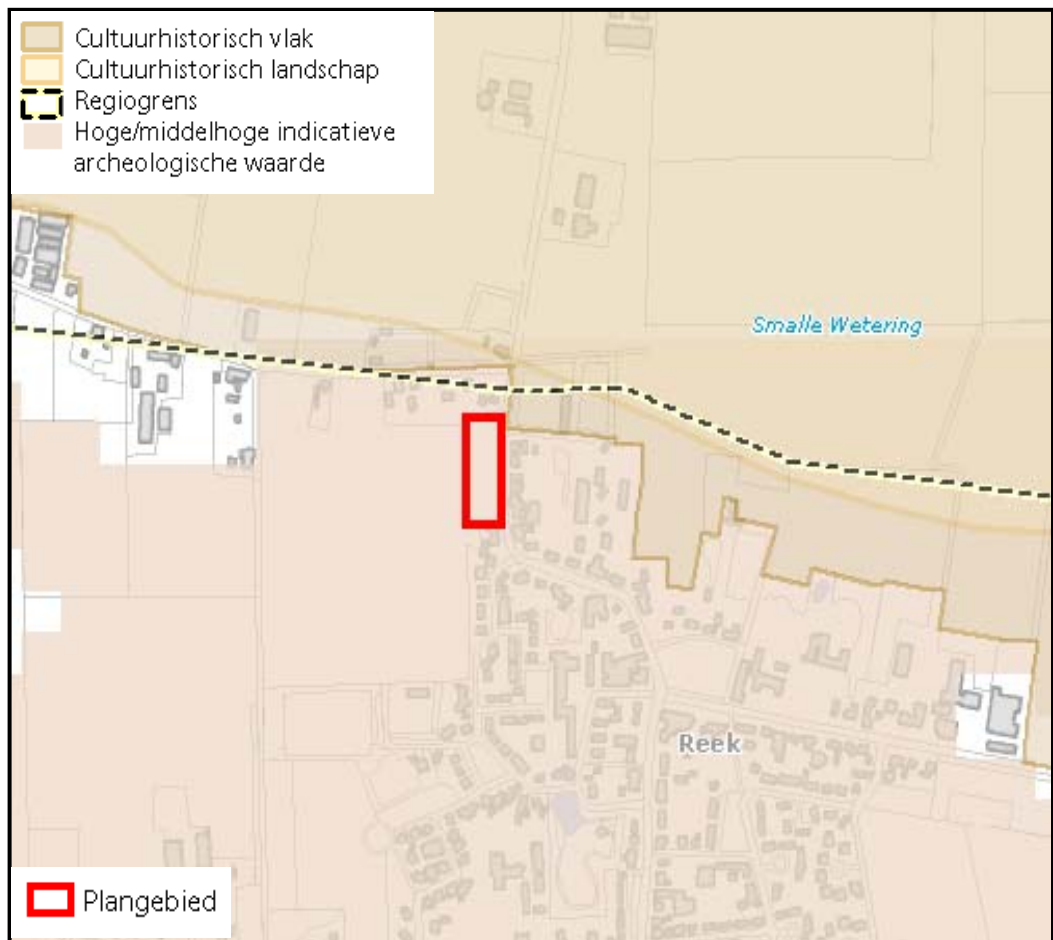 Cultuurhistorisch vlak
Cultuurhistorisch landschap
Regiogrens
Hoge/middelhoge indicatieve
archeologische waarde
Smalle Wetering
Reek
Plangebied